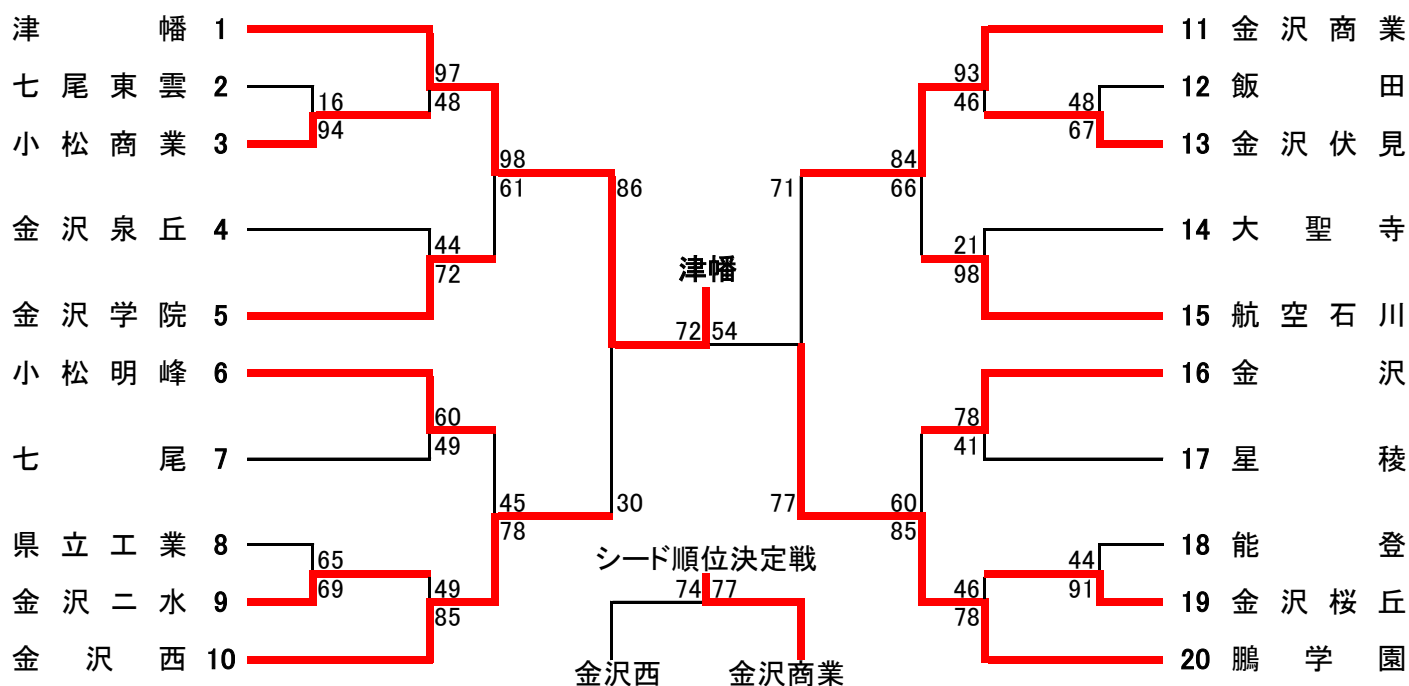 津幡 1
11 金沢商業
97
93
七尾東雲 2
12 飯田
16
48
46
48
94
67
小松商業 3
13 金沢伏見
98
84
61
86
71
66
金沢泉丘 4
14 大聖寺
44
21
72
98
津幡
金沢学院 5
15 航空石川
72 54
小松明峰 6
16 金沢
60
78
49
41
七尾 7
17 星稜
45
30
77
60
78
85
県立工業 8
18 能登
65
シード順位決定戦
44
69
49
74 77
46
91
金沢二水 9
19 金沢桜丘
85
78
金沢西 10
金沢西
金沢商業
20 鵬学園